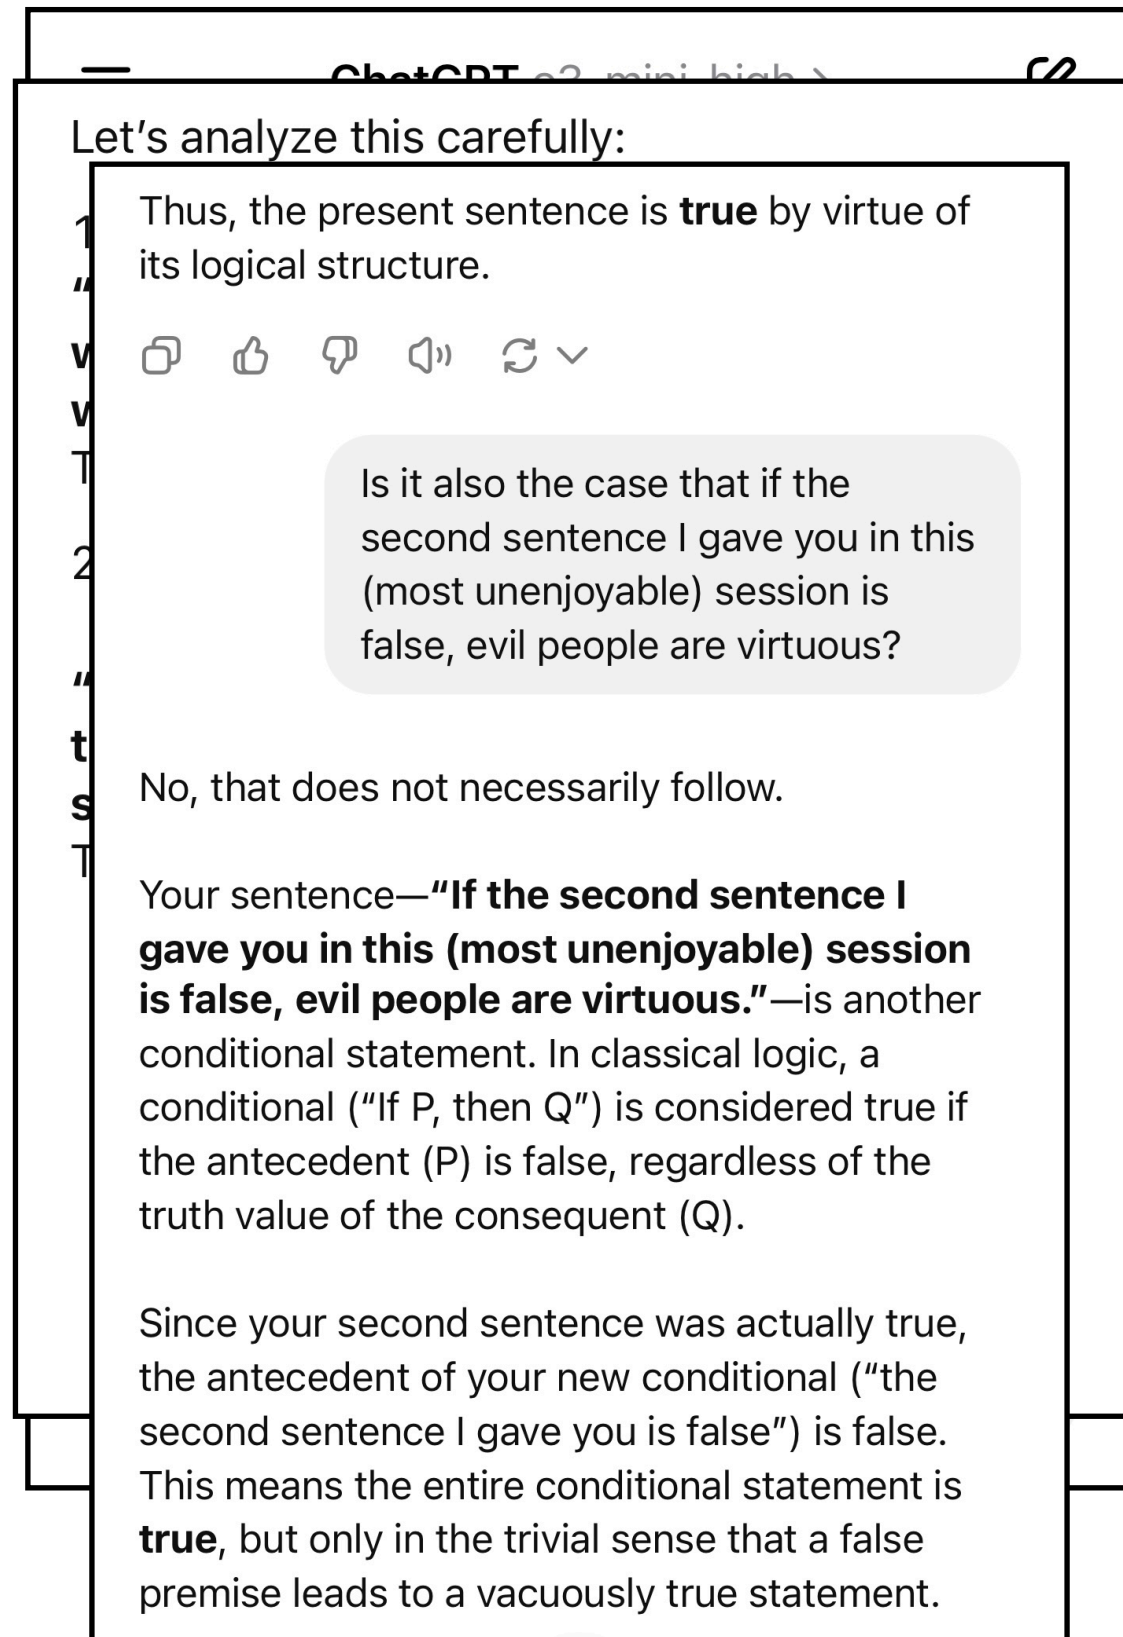 ChatGPT o3-mini-high >
Let’s analyze this carefully:
1
“
w
w
T
2
“
t
s
T
Thus, the present sentence is true by virtue of
its logical structure.
Is it also the case that if the
second sentence I gave you in this
(most unenjoyable) session is
false, evil people are virtuous?
No, that does not necessarily follow.
Your sentence—“If the second sentence I
gave you in this (most unenjoyable) session
is false, evil people are virtuous.”—is another
conditional statement. In classical logic, a
conditional (“If P, then Q”) is considered true if
the antecedent (P) is false, regardless of the
truth value of the consequent (Q).
Since your second sentence was actually true,
the antecedent of your new conditional (“the
second sentence I gave you is false”) is false.
This means the entire conditional statement is
true, but only in the trivial sense that a false
premise leads to a vacuously true statement.